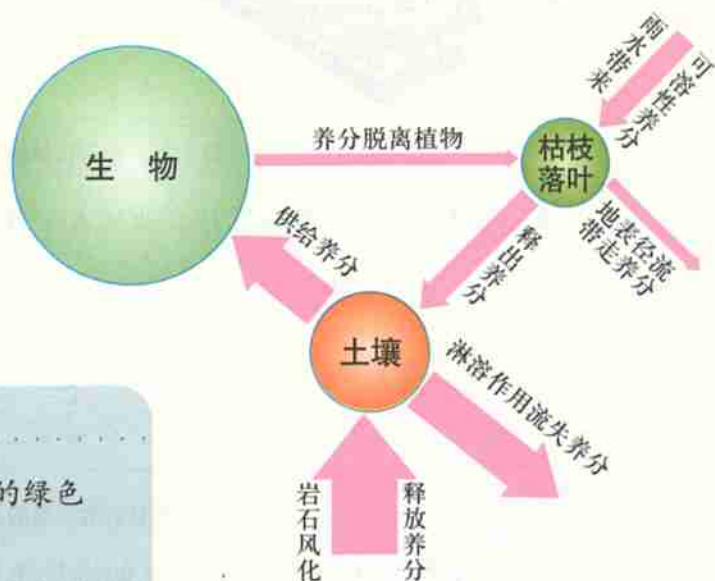 雨水带来
可溶性养分
生 物
养分脱离植物
枯枝
落叶
地表径流
带走养分
供给养分
释出养分
土壤
淋溶作用流失养分
岩石风化
释放养分
的绿色